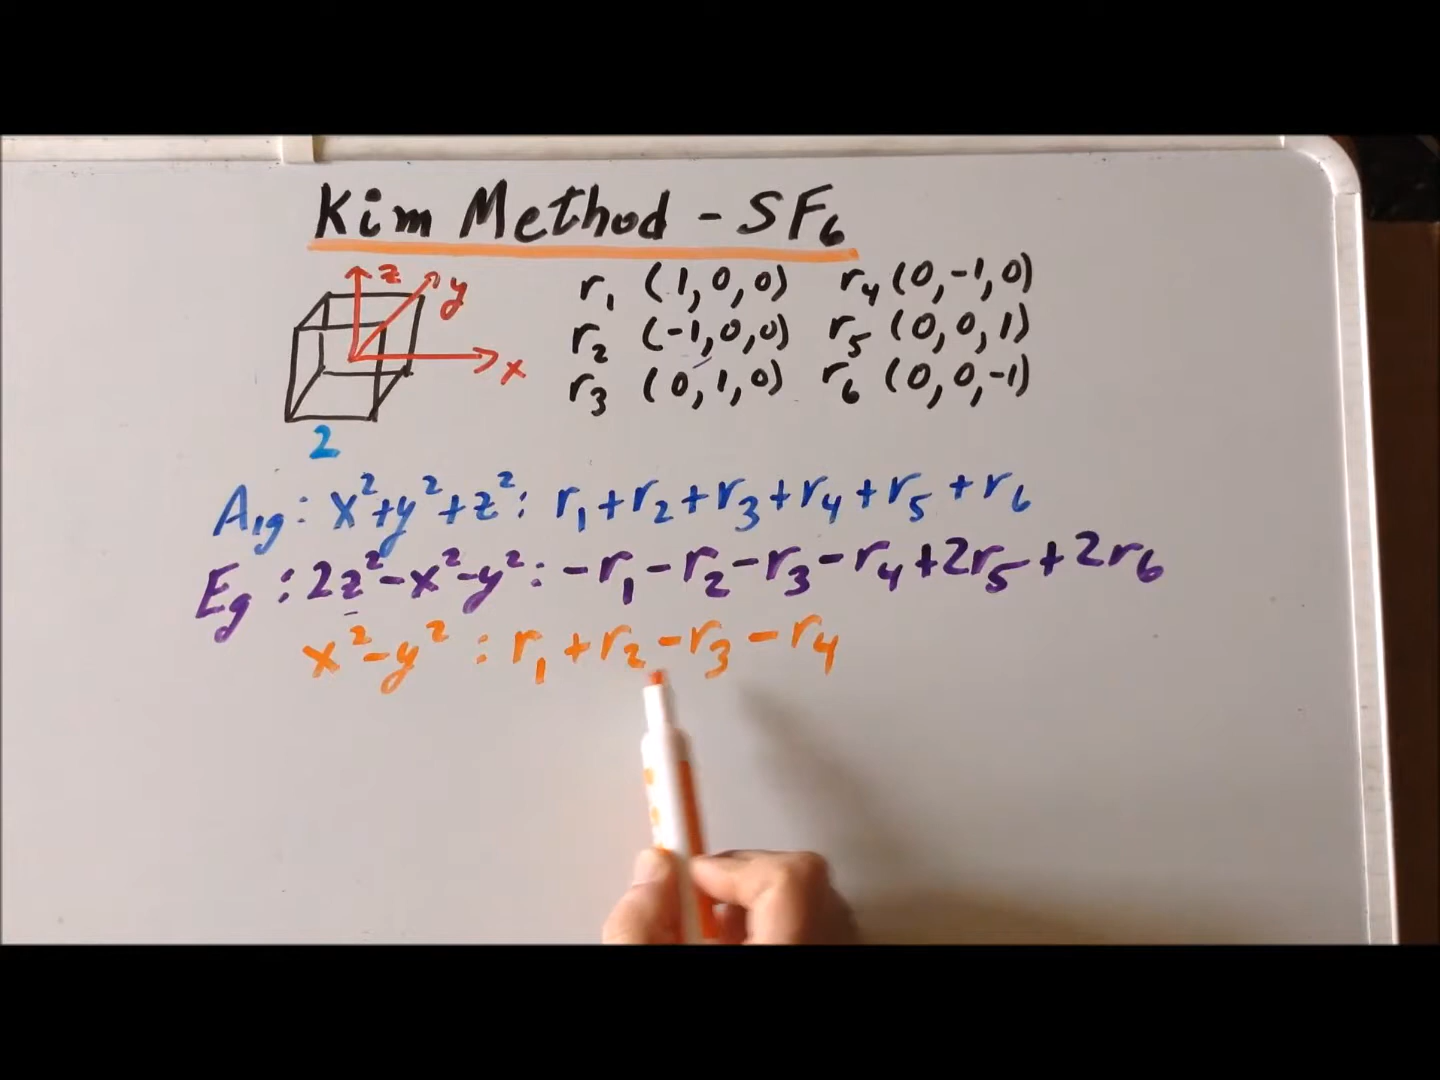 Kim Method - SF₆
z
y
x
2
r₁ (1,0,0) r₄ (0,-1,0)
r₂ (-1,0,0) r₅ (0,0,1)
r₃ (0,1,0) r₆ (0,0,-1)
A₁g: x²+y²+z²: r₁+r₂+r₃+r₄+r₅+r₆
Eg: 2z²-x²-y²: -r₁-r₂-r₃-r₄+2r₅+2r₆
x²-y²: r₁+r₂-r₃-r₄